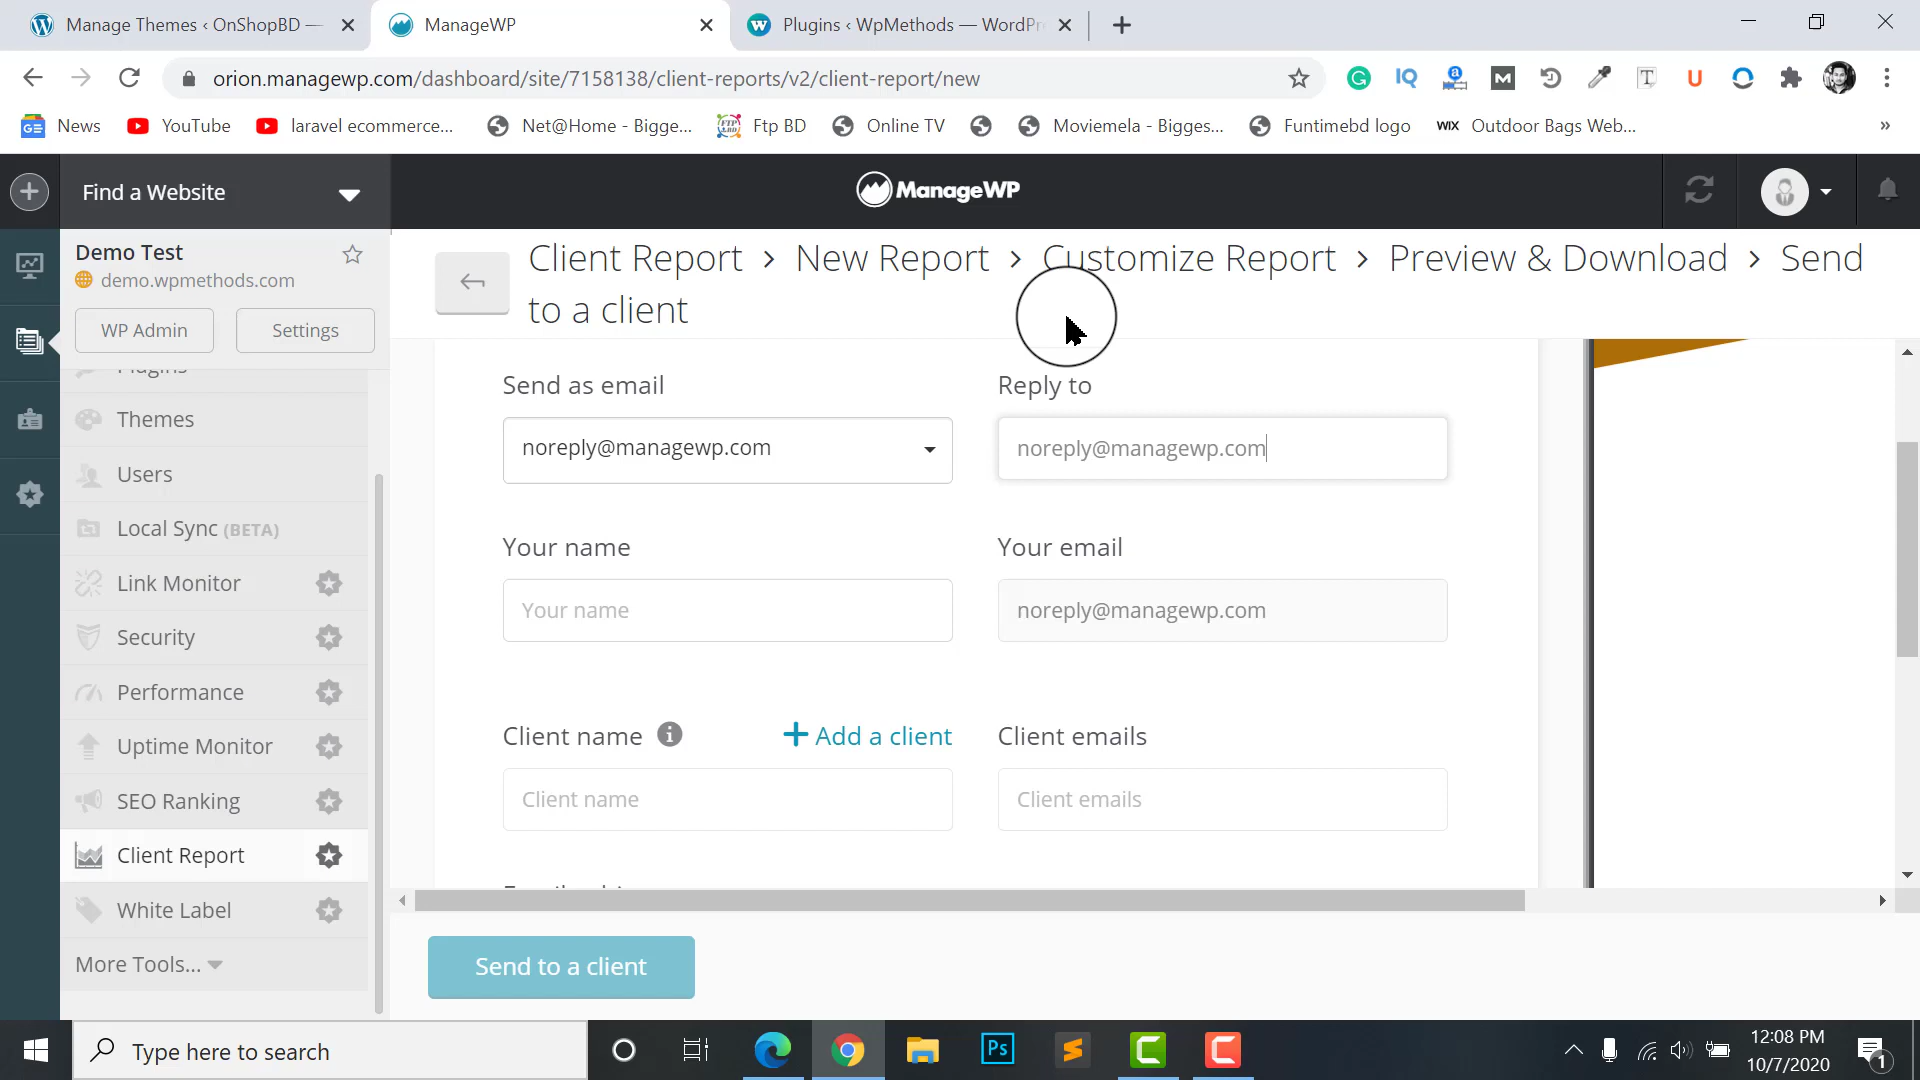 Manage Themes ‹ OnShopBD —
ManageWP
Plugins ‹ WpMethods — WordPr
orion.managewp.com/dashboard/site/7158138/client-reports/v2/client-report/new
News
YouTube
laravel ecommerce...
Net@Home - Bigge...
Ftp BD
Online TV
Moviemela - Bigges...
Funtimebd logo
WIX
Outdoor Bags Web...
»
Find a Website
ManageWP
Demo Test
demo.wpmethods.com
WP Admin
Settings
Client Report > New Report > Customize Report > Preview & Download > Send
to a client
Plugins
Themes
Users
Local Sync (BETA)
Link Monitor
Security
Performance
Uptime Monitor
SEO Ranking
Client Report
White Label
More Tools...
Send as email
Reply to
noreply@managewp.com
noreply@managewp.com
Your name
Your email
Your name
noreply@managewp.com
Client name
+ Add a client
Client emails
Client name
Client emails
Send to a client
Type here to search
Ps
12:08 PM
10/7/2020
1